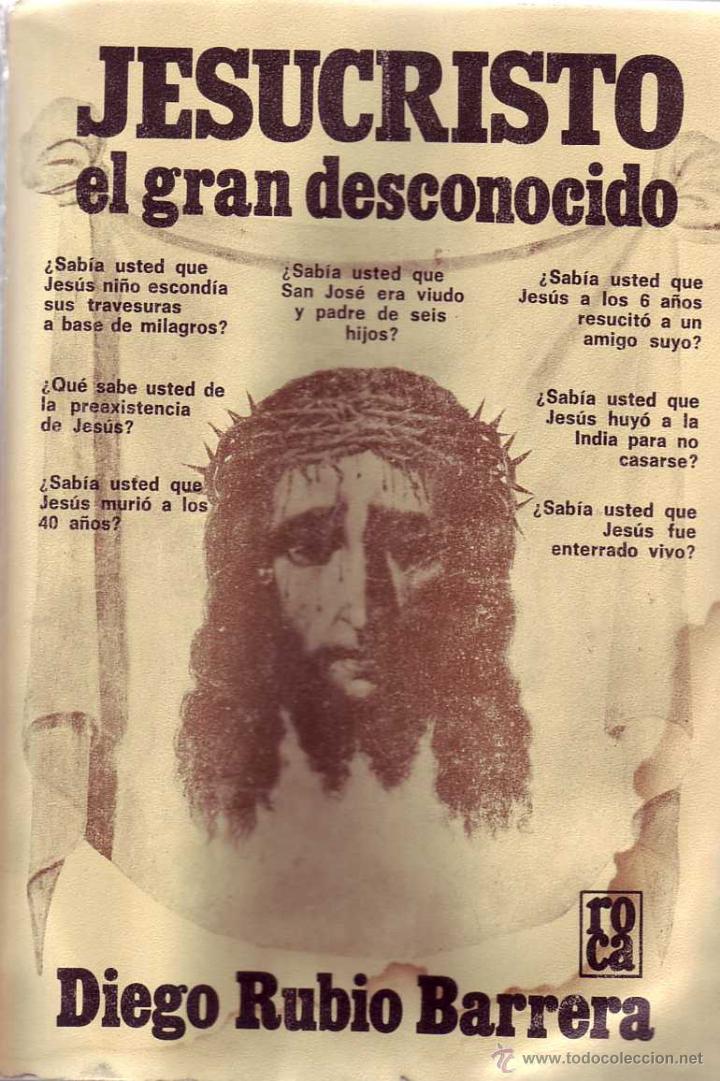 JESUCRISTO
el gran desconocido
¿Sabía usted que
Jesús niño escondía
sus travesuras
a base de milagros?
¿Sabía usted que
San José era viudo
y padre de seis
hijos?
¿Sabía usted que
Jesús a los 6 años
resucitó a un
amigo suyo?
¿Qué sabe usted de
la preaxistencia
de Jesús?
¿Sabía usted que
Jesús huyó a la
India para no
casarse?
¿Sabía usted que
Jesús murió a los
40 años?
¿Sabía usted que
Jesús fue
enterrado vivo?
ro
ca
Diego Rubio Barrera
www.todocoleccion.net